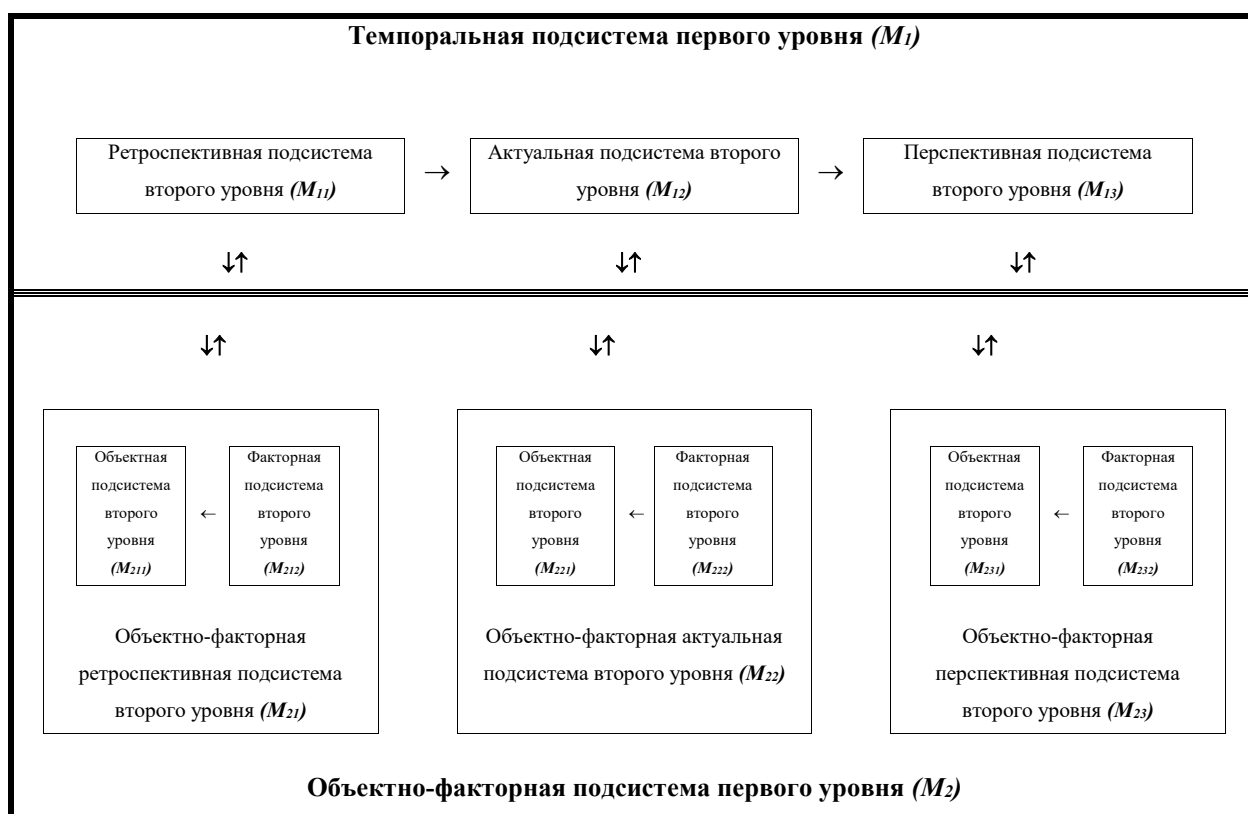 Темпоральная подсистема первого уровня (M1)
Ретроспективная подсистема
второго уровня (M11)
→
Актуальная подсистема второго
уровня (M12)
→
Перспективная подсистема
второго уровня (M13)
↓↑ ↓↑ ↓↑
↓↑ ↓↑ ↓↑
Объектная
подсистема
второго
уровня
(M211)
←
Факторная
подсистема
второго
уровня
(M212)
Объектно-факторная
ретроспективная подсистема
второго уровня (M21)
Объектная
подсистема
второго
уровня
(M221)
←
Факторная
подсистема
второго
уровня
(M222)
Объектно-факторная актуальная
подсистема второго уровня (M22)
Объектная
подсистема
второго
уровня
(M231)
←
Факторная
подсистема
второго
уровня
(M232)
Объектно-факторная
перспективная подсистема
второго уровня (M23)
Объектно-факторная подсистема первого уровня (M2)